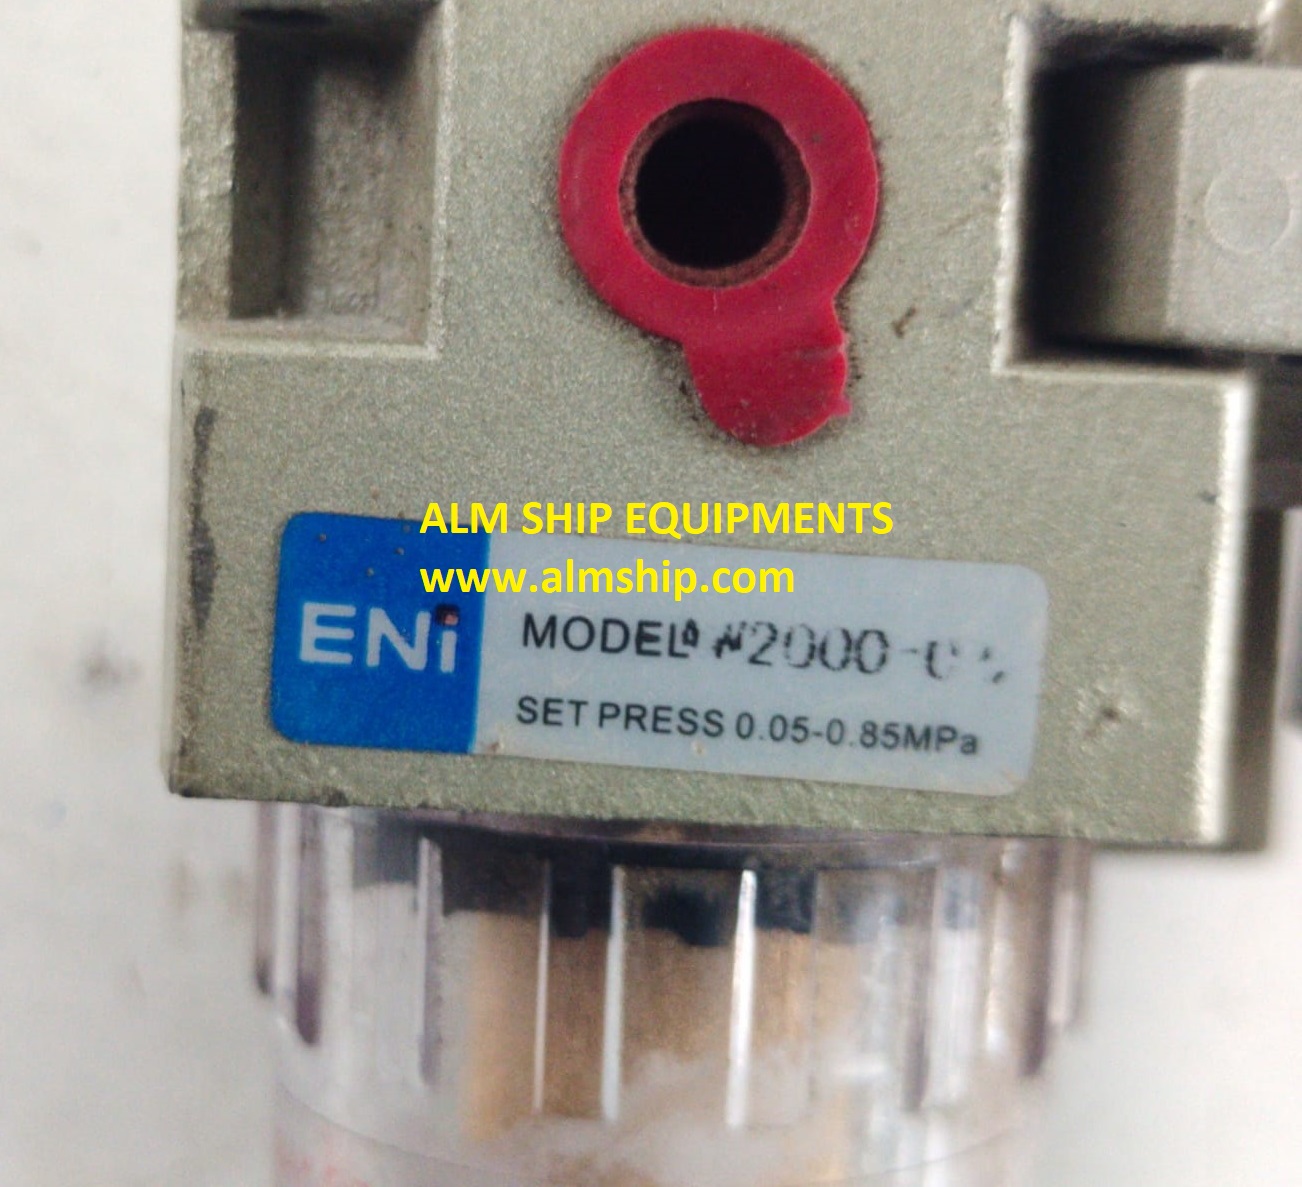 ALM SHIP EQUIPMENTS
www.almship.com
ENi
MODEL
SET PRESS 0.05-0.85MPa